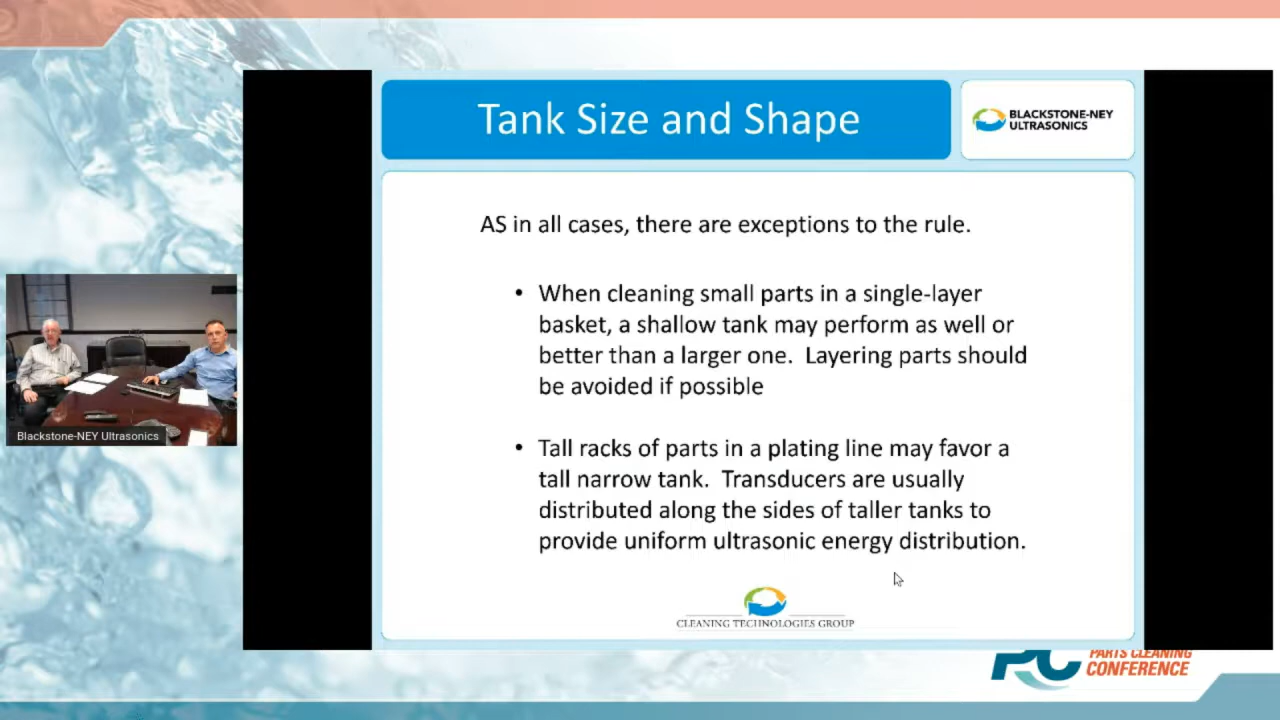 Tank Size and Shape
BLACKSTONE-NEY
ULTRASONICS
AS in all cases, there are exceptions to the rule.
• When cleaning small parts in a single-layer
basket, a shallow tank may perform as well or
better than a larger one.  Layering parts should
be avoided if possible
• Tall racks of parts in a plating line may favor a
tall narrow tank.  Transducers are usually
distributed along the sides of taller tanks to
provide uniform ultrasonic energy distribution.
CLEANING TECHNOLOGIES GROUP
Blackstone-NEY Ultrasonics
PC
PARTS CLEANING
CONFERENCE